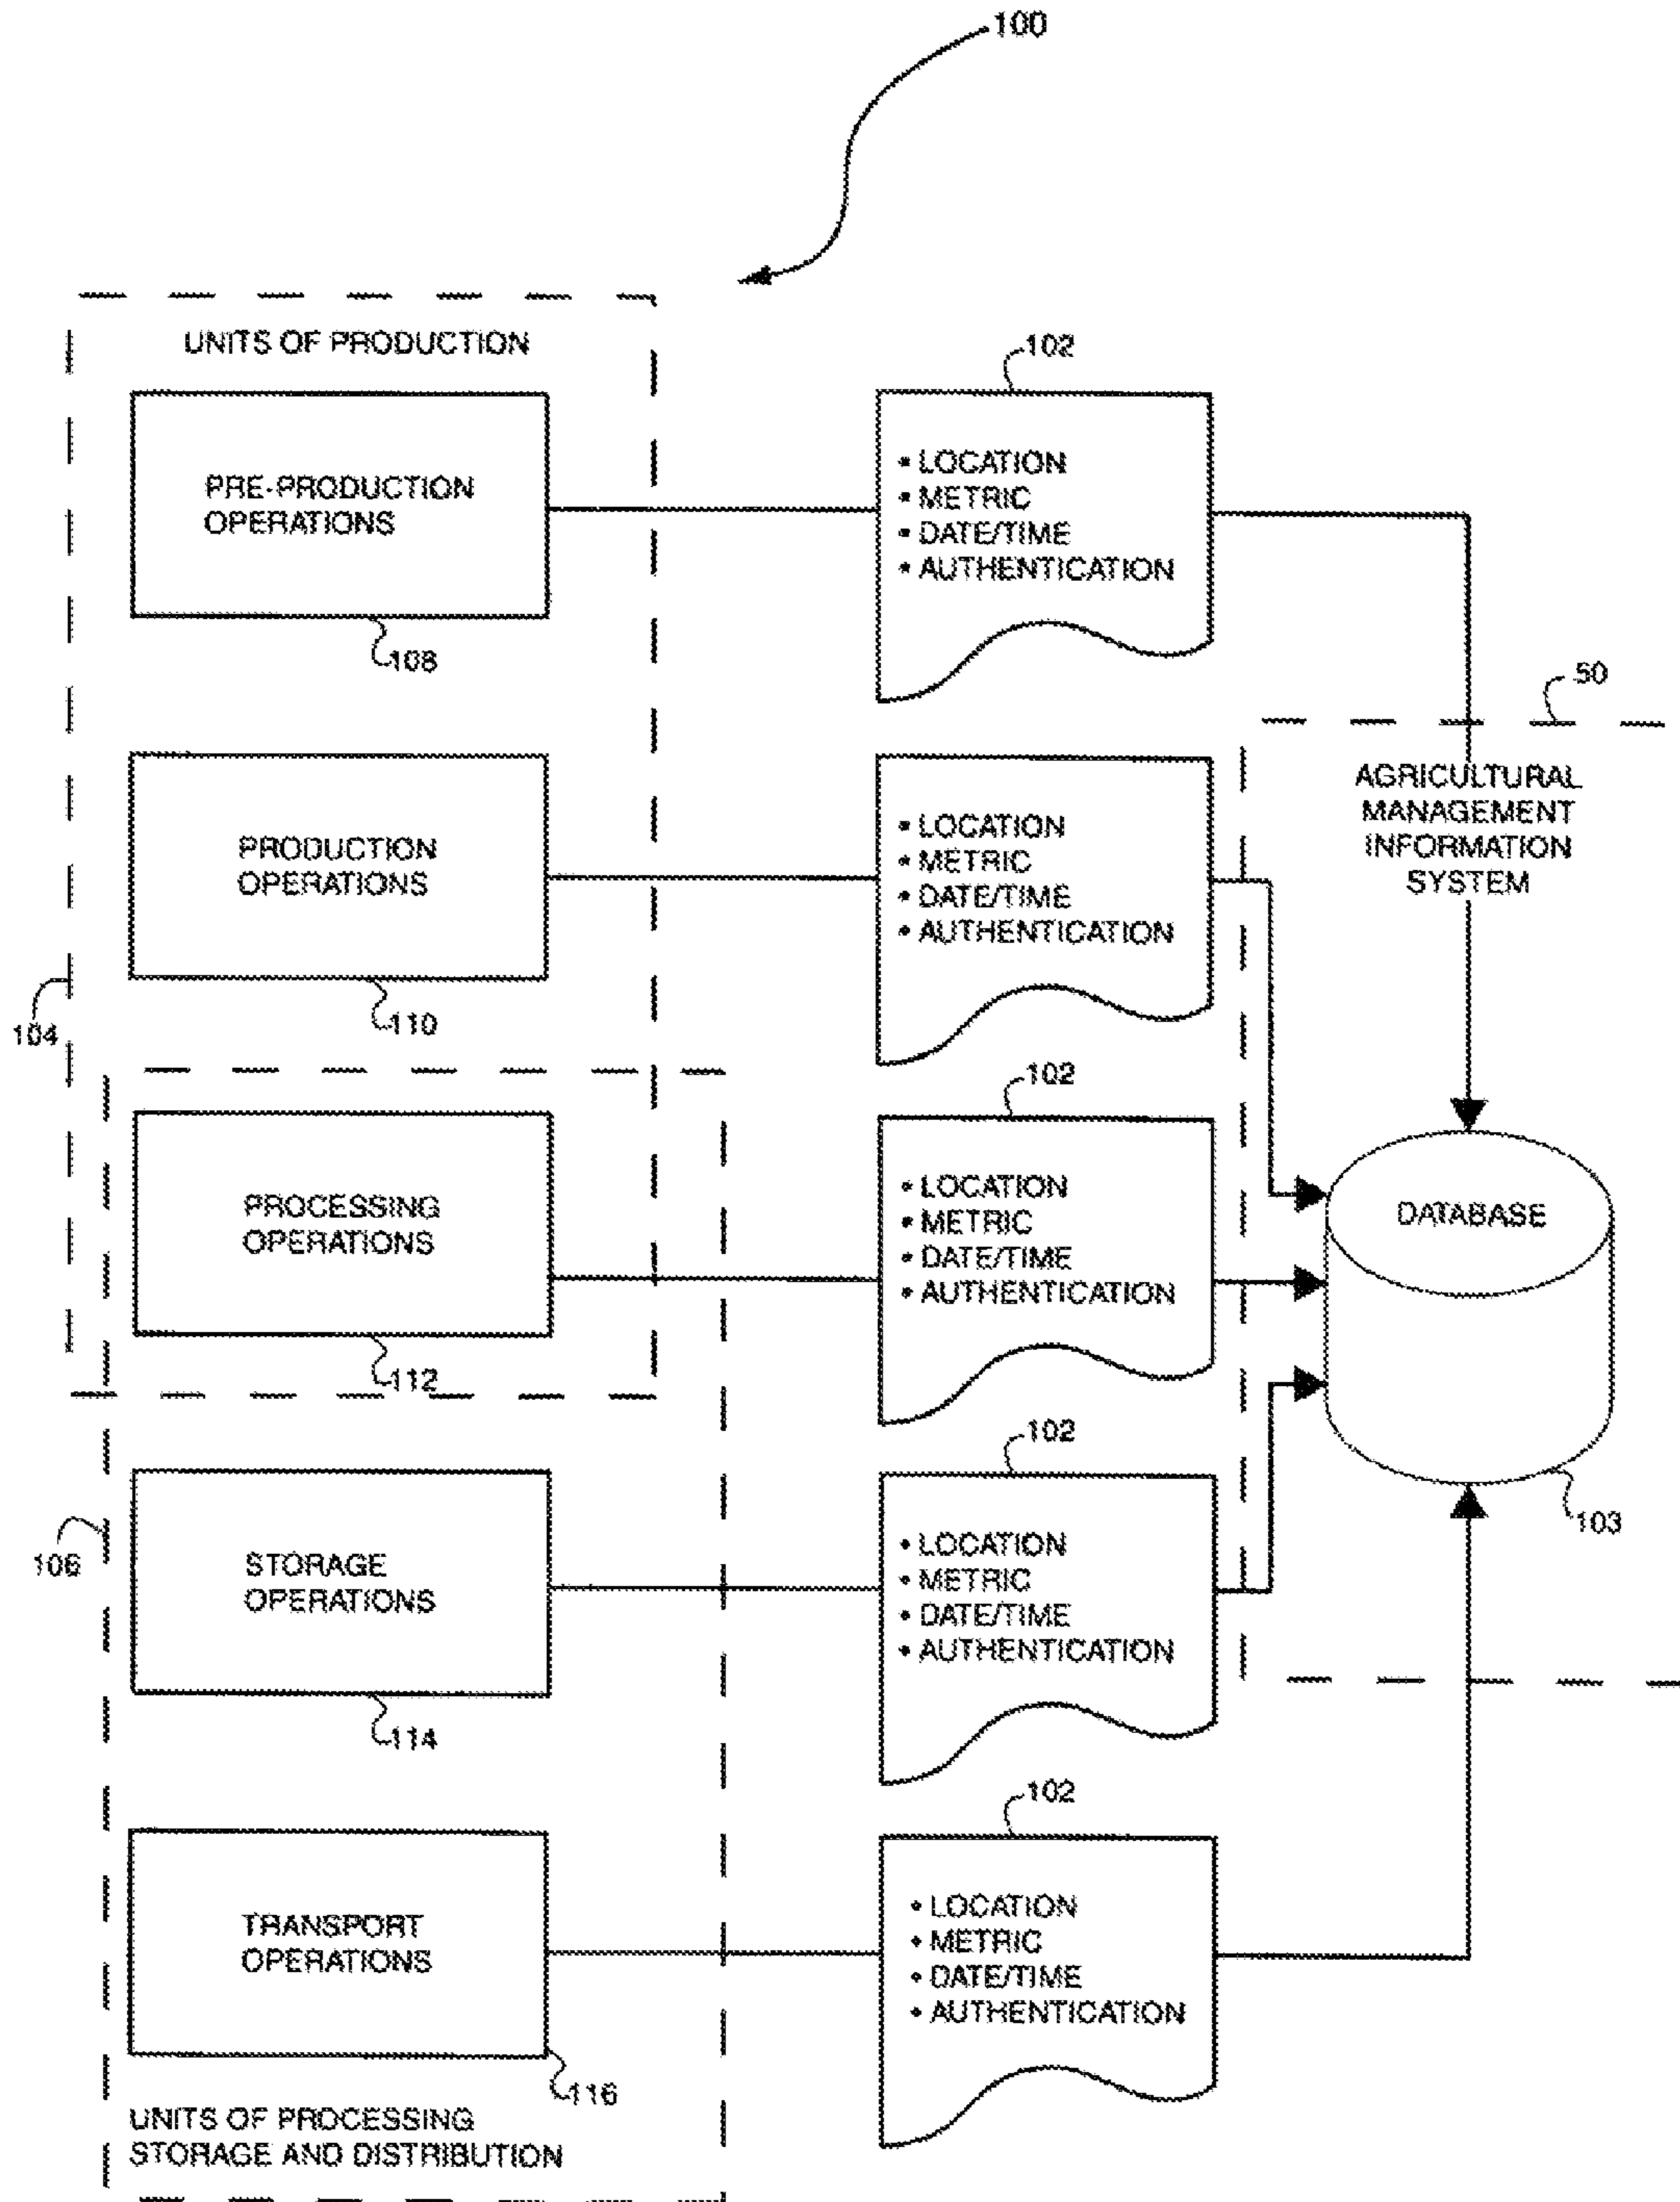 100
UNITS OF PRODUCTION
PRE-PRODUCTION
OPERATIONS
108
102
• LOCATION
• METRIC
• DATE/TIME
• AUTHENTICATION
50
AGRICULTURAL
MANAGEMENT
INFORMATION
SYSTEM
PRODUCTION
OPERATIONS
110
104
• LOCATION
• METRIC
• DATE/TIME
• AUTHENTICATION
PROCESSING
OPERATIONS
112
102
• LOCATION
• METRIC
• DATE/TIME
• AUTHENTICATION
DATABASE
103
STORAGE
OPERATIONS
114
106
102
• LOCATION
• METRIC
• DATE/TIME
• AUTHENTICATION
TRANSPORT
OPERATIONS
116
102
• LOCATION
• METRIC
• DATE/TIME
• AUTHENTICATION
UNITS OF PROCESSING
STORAGE AND DISTRIBUTION